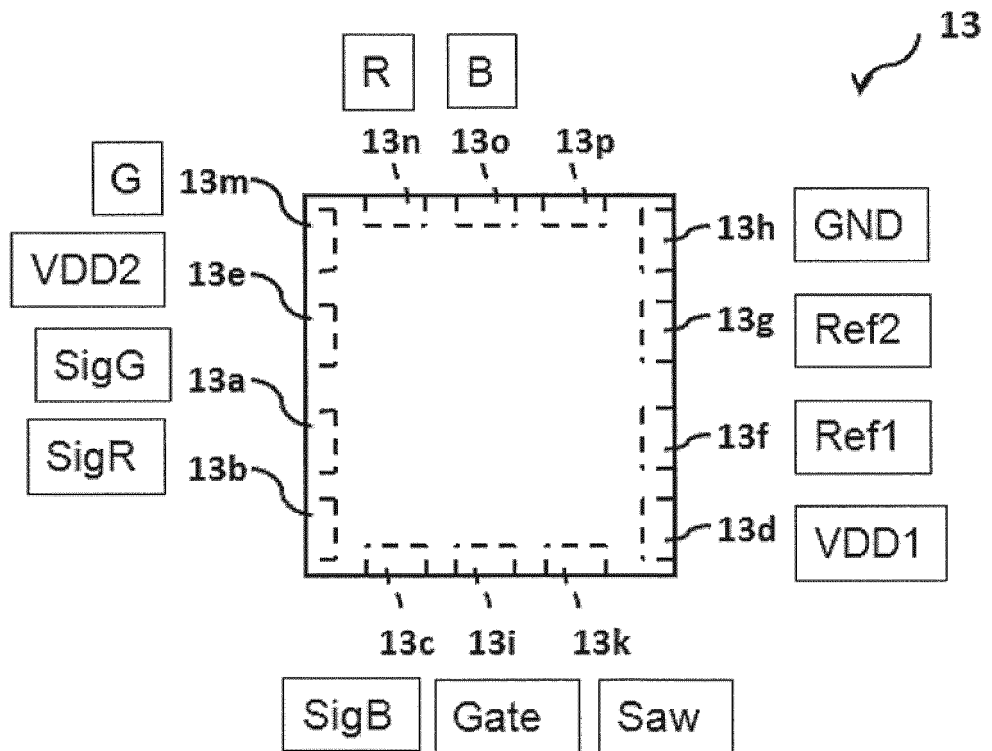 13
R B
13n 13o 13p
G 13m
13h GND
VDD2 13e
13g Ref2
SigG 13a
13f Ref1
SigR 13b
13d VDD1
13c 13i 13k
SigB Gate Saw